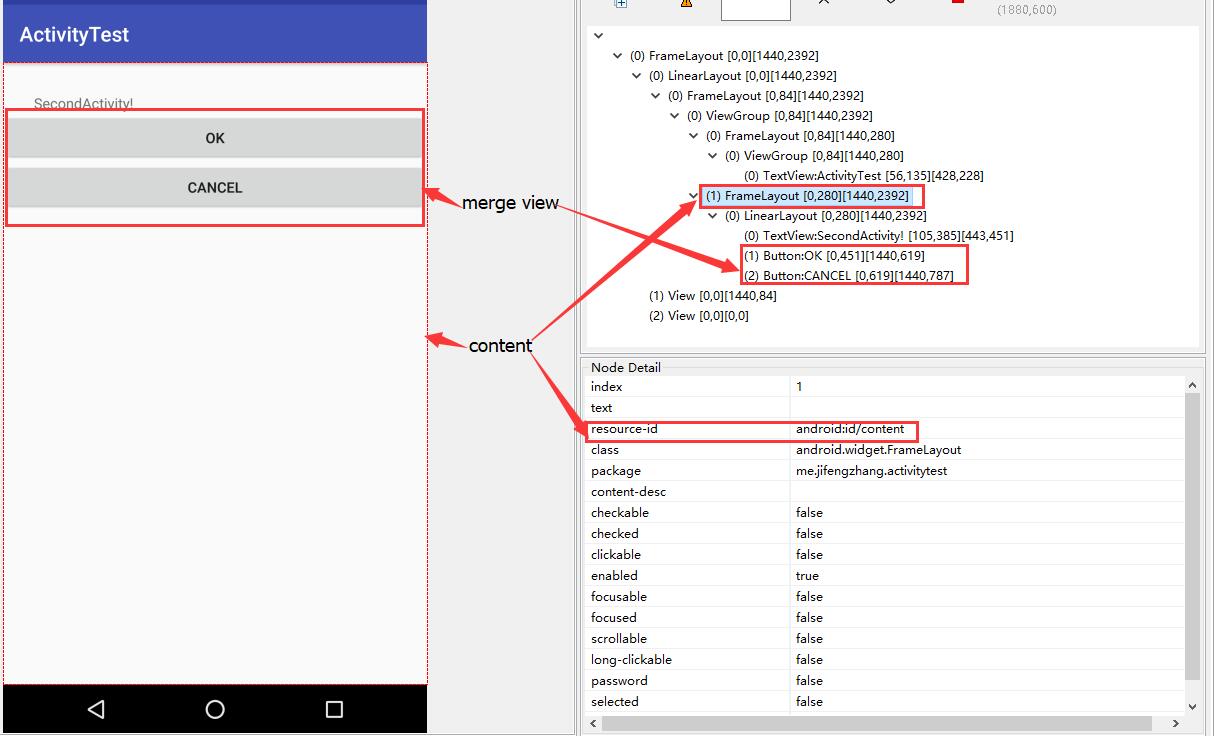 ActivityTest
SecondActivity!
OK
CANCEL
merge view
content
(1880,600)
(0) FrameLayout [0,0][1440,2392]
(0) LinearLayout [0,0][1440,2392]
(0) FrameLayout [0,84][1440,2392]
(0) ViewGroup [0,84][1440,2392]
(0) FrameLayout [0,84][1440,280]
(0) ViewGroup [0,84][1440,280]
(0) TextView:ActivityTest [56,135][428,228]
(1) FrameLayout [0,280][1440,2392]
(0) LinearLayout [0,280][1440,2392]
(0) TextView:SecondActivity! [105,385][443,451]
(1) Button:OK [0,451][1440,619]
(2) Button:CANCEL [0,619][1440,787]
(1) View [0,0][1440,84]
(2) View [0,0][0,0]
Node Detail
index 1
text
resource-id android:id/content
class android.widget.FrameLayout
package me.jifengzhang.activitytest
content-desc
checkable false
checked false
clickable false
enabled true
focusable false
focused false
scrollable false
long-clickable false
password false
selected false